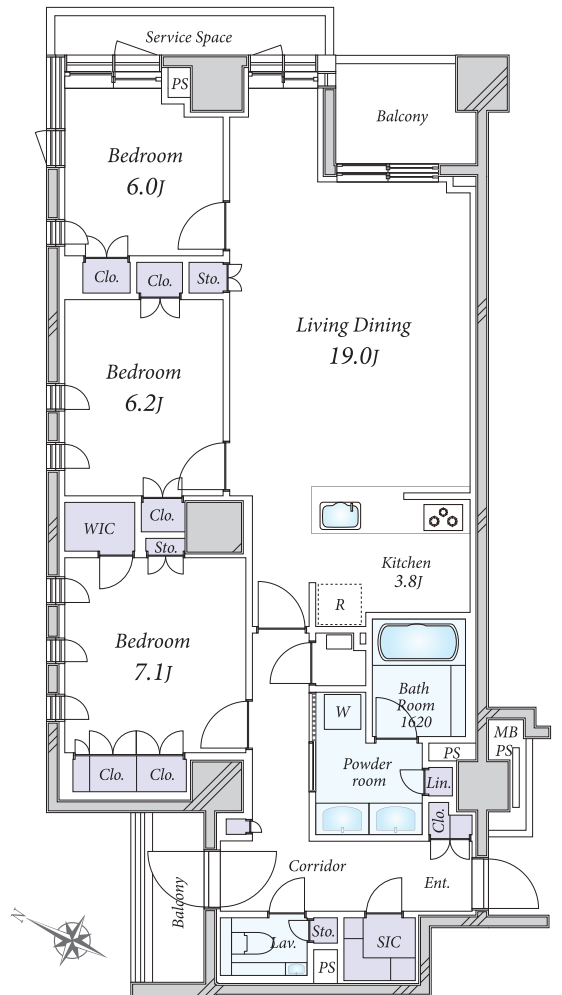 Service Space
PS
Balcony
Bedroom
6.0J
Clo.
Clo.
Sto.
Living Dining
19.0J
Bedroom
6.2J
Clo.
WIC
Sto.
Kitchen
3.8J
R
Bedroom
7.1J
Bath
Room
1620
W
MB
PS
PS
Powder
room
Lin.
Clo.
Clo.
Clo.
Corridor
Ent.
Balcony
N
Lav.
Sto.
SIC
PS